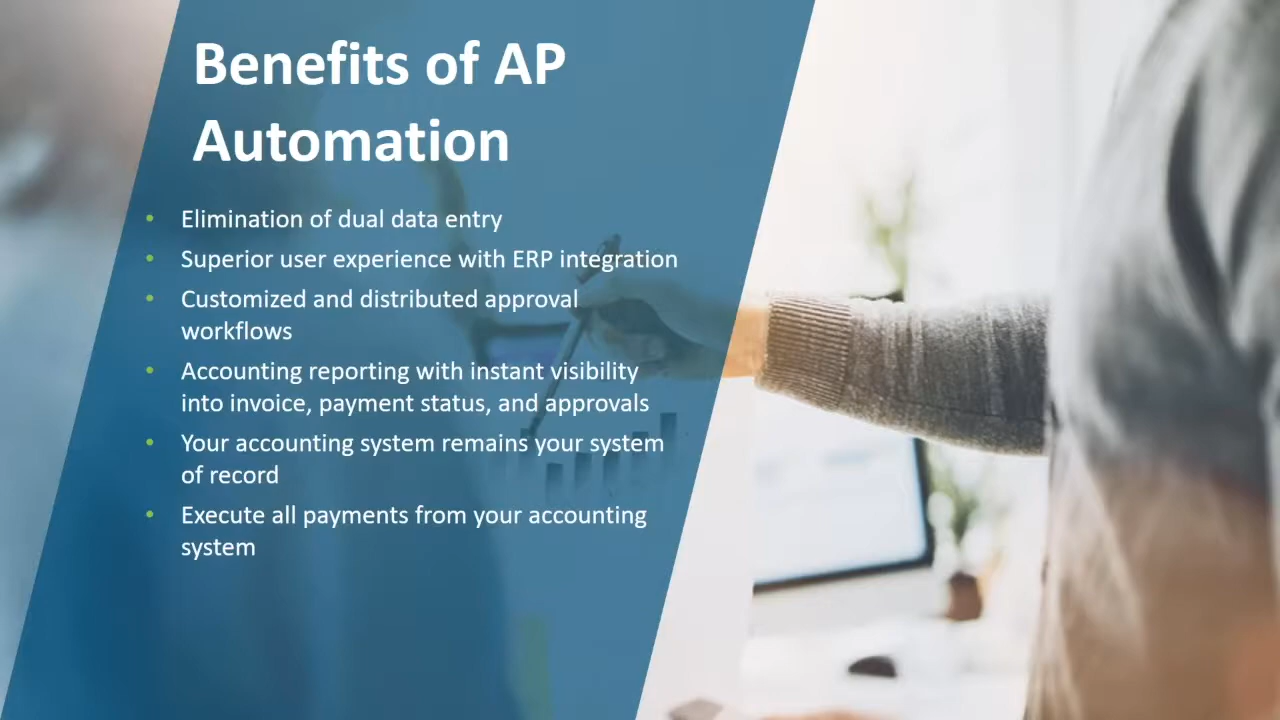 Benefits of AP
Automation
• Elimination of dual data entry
• Superior user experience with ERP integration
• Customized and distributed approval
workflows
• Accounting reporting with instant visibility
into invoice, payment status, and approvals
• Your accounting system remains your system
of record
• Execute all payments from your accounting
system